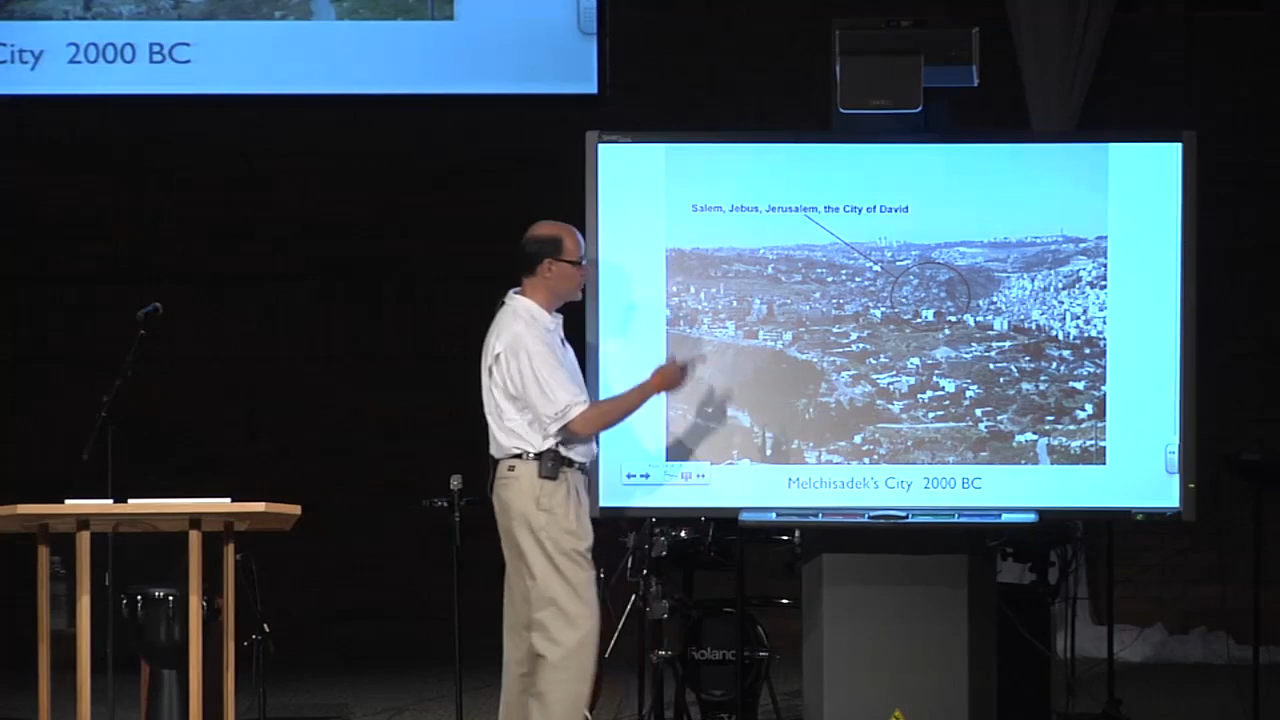 City 2000 BC
Salem, Jebus, Jerusalem, the City of David
Melchisadek's City 2000 BC
Roland